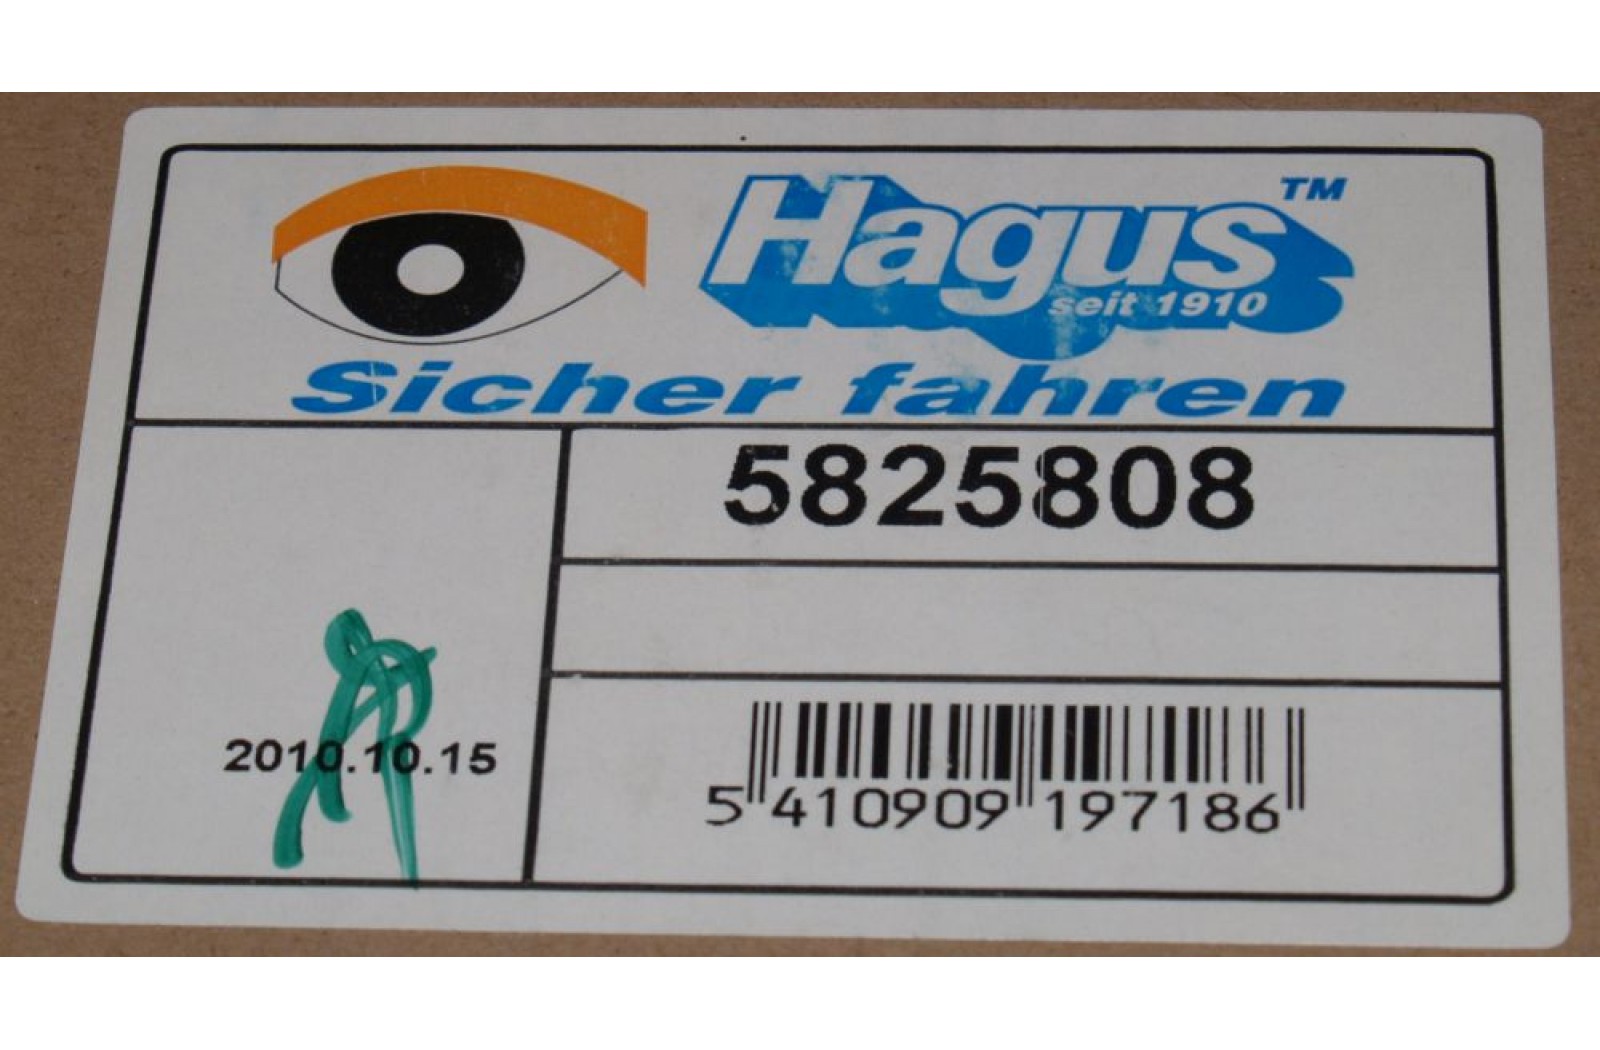 Hagus™
seit 1910
Sicher fahren
5825808
2010.10.15
5 410909 197186